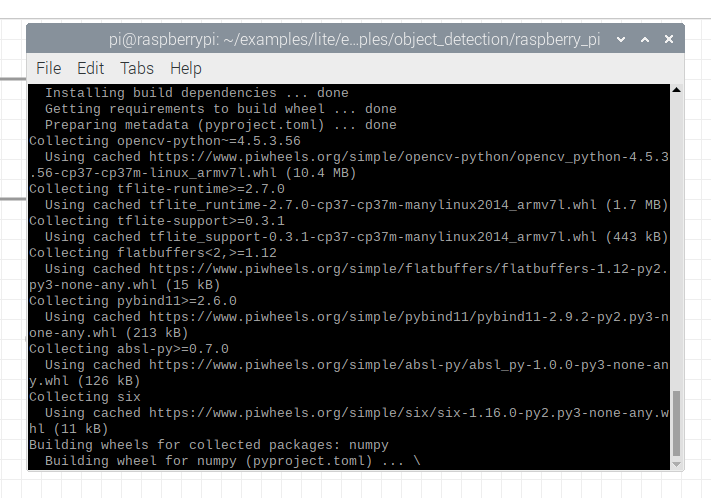 pi@raspberrypi: ~/examples/lite/e…ples/object_detection/raspberry_pi
File Edit Tabs Help
Installing build dependencies ... done
Getting requirements to build wheel ... done
Preparing metadata (pyproject.toml) ... done
Collecting opencv-python~=4.5.3.56
Using cached https://www.piwheels.org/simple/opencv-python/opencv_python-4.5.3
.56-cp37-cp37m-linux_armv7l.whl (10.4 MB)
Collecting tflite-runtime>=2.7.0
Using cached tflite_runtime-2.7.0-cp37-cp37m-manylinux2014_armv7l.whl (1.7 MB)
Collecting tflite-support>=0.3.1
Using cached tflite_support-0.3.1-cp37-cp37m-manylinux2014_armv7l.whl (443 kB)
Collecting flatbuffers<2,>=1.12
Using cached https://www.piwheels.org/simple/flatbuffers/flatbuffers-1.12-py2.
py3-none-any.whl (15 kB)
Collecting pybind11>=2.6.0
Using cached https://www.piwheels.org/simple/pybind11/pybind11-2.9.2-py2.py3-n
one-any.whl (213 kB)
Collecting absl-py>=0.7.0
Using cached https://www.piwheels.org/simple/absl-py/absl_py-1.0.0-py3-none-an
y.whl (126 kB)
Collecting six
Using cached https://www.piwheels.org/simple/six/six-1.16.0-py2.py3-none-any.w
hl (11 kB)
Building wheels for collected packages: numpy
Building wheel for numpy (pyproject.toml) ... \